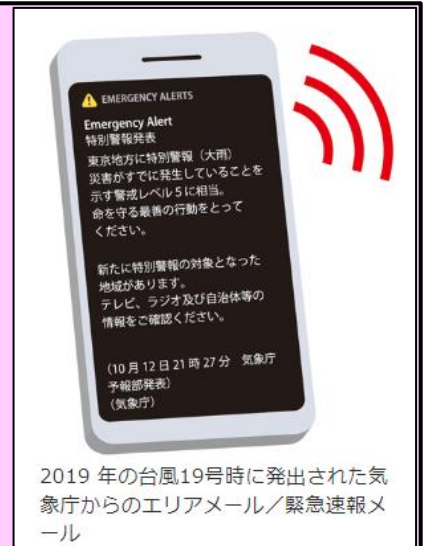 EMERGENCY ALERTS
Emergency Alert
特別警報発表
東京地方に特別警報（大雨）
災害がすでに発生していることを
示す警戒レベル５に相当。
命を守る最善の行動をとって
ください。
新たに特別警報の対象となった
地域があります。
テレビ、ラジオ及び自治体等の
情報をご確認ください。
（10月12日21時27分　気象庁
予報部発表）
（気象庁）
2019 年の台風19号時に発出された気
象庁からのエリアメール／緊急速報メ
ール